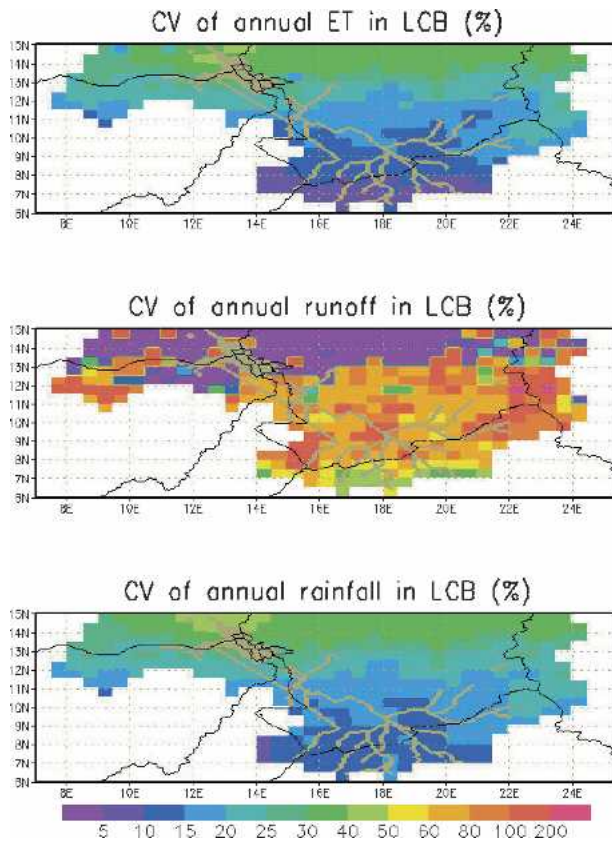 CV of annual ET in LCB (%)
15N
14N
13N
12N
11N
10N
9N
8N
7N
6N
8E 10E 12E 14E 16E 18E 20E 22E 24E
CV of annual runoff in LCB (%)
15N
14N
13N
12N
11N
10N
9N
8N
7N
6N
8E 10E 12E 14E 16E 18E 20E 22E 24E
CV of annual rainfall in LCB (%)
15N
14N
13N
12N
11N
10N
9N
8N
7N
6N
8E 10E 12E 14E 16E 18E 20E 22E 24E
5 10 15 20 25 30 40 50 60 80 100 200